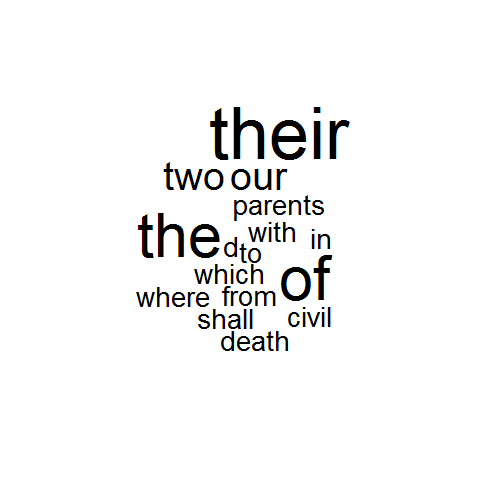 their
two our
parents
the d to with in
which of
where from
shall civil
death